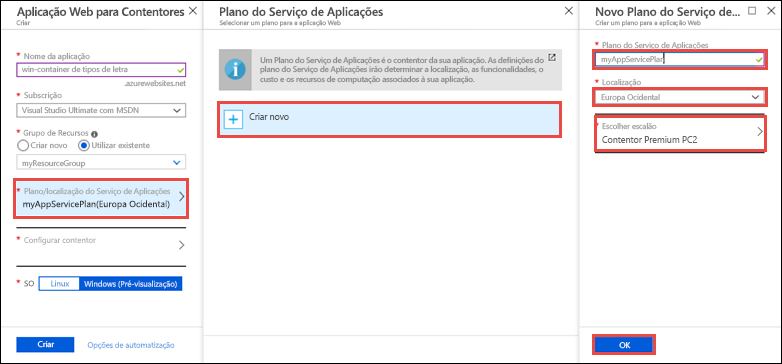 Aplicação Web para Contentores
Criar
* Nome da aplicação
win-container de tipos de letra
.azurewebsites.net
* Subscrição
Visual Studio Ultimate com MSDN
* Grupo de Recursos
Criar novo Utilizar existente
myResourceGroup
* Plano/localização do Serviço de Aplicações
myAppServicePlan(Europa Ocidental)
* Configurar contentor
* SO Linux Windows (Pré-visualização)
Criar Opções de automatização
Plano do Serviço de Aplicações
Selecionar um plano para a aplicação Web
Um Plano do Serviço de Aplicações é o contentor da sua aplicação. As definições do
plano do Serviço de Aplicações irão determinar a localização, as funcionalidades, o
custo e os recursos de computação associados à sua aplicação.
Criar novo
Novo Plano do Serviço de...
Criar um plano para a aplicação Web
* Plano do Serviço de Aplicações
myAppServicePlan
* Localização
Europa Ocidental
* Escolher escalão
Contentor Premium PC2
OK